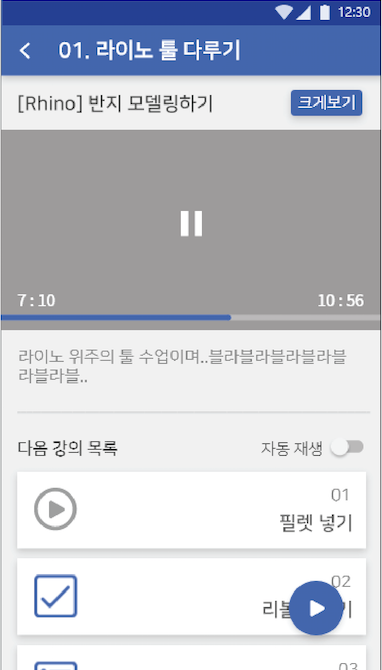 12:30
01. 라이노 툴 다루기
[Rhino] 반지 모델링하기
크게보기
7:10
10:56
라이노 위주의 툴 수업이며..블라블라블라블라블
라블라블..
다음 강의 목록
자동 재생
01
필렛 넣기
02
03